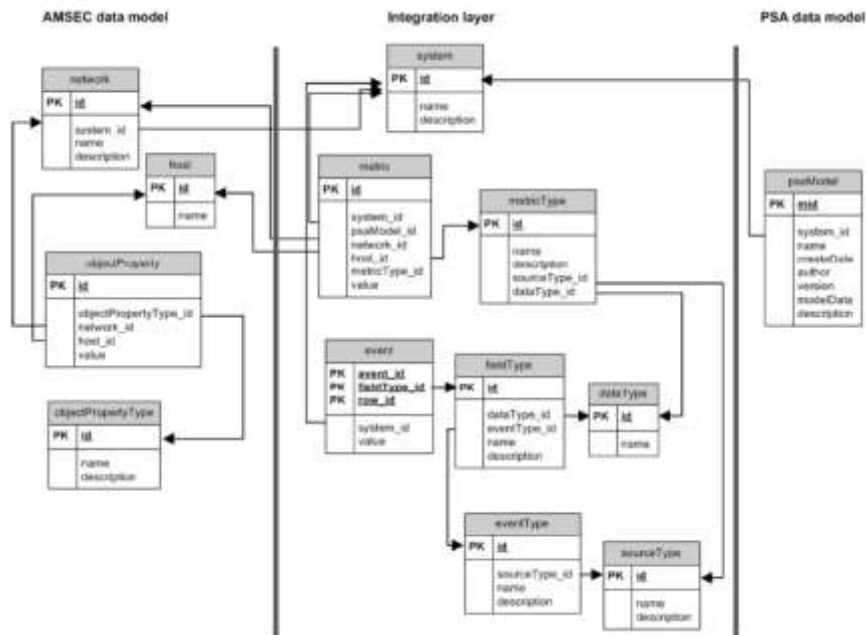 AMSEC data model
Integration layer
PSA data model
network
PK id
system_id
name
description
host
PK id
name
objectProperty
PK id
objectPropertyType_id
network_id
host_id
value
objectPropertyType
PK id
name
description
system
PK id
name
description
metric
PK id
system_id
psaModel_id
network_id
host_id
metricType_id
value
metricType
PK id
name
description
sourceType_id
dataType_id
event
PK event_id
PK fieldType_id
PK row_id
system_id
value
fieldType
PK id
dataType_id
eventType_id
name
description
dataType
PK id
name
eventType
PK id
sourceType_id
name
description
sourceType
PK id
name
description
psaModel
PK mid
system_id
name
createDate
author
version
modelData
description